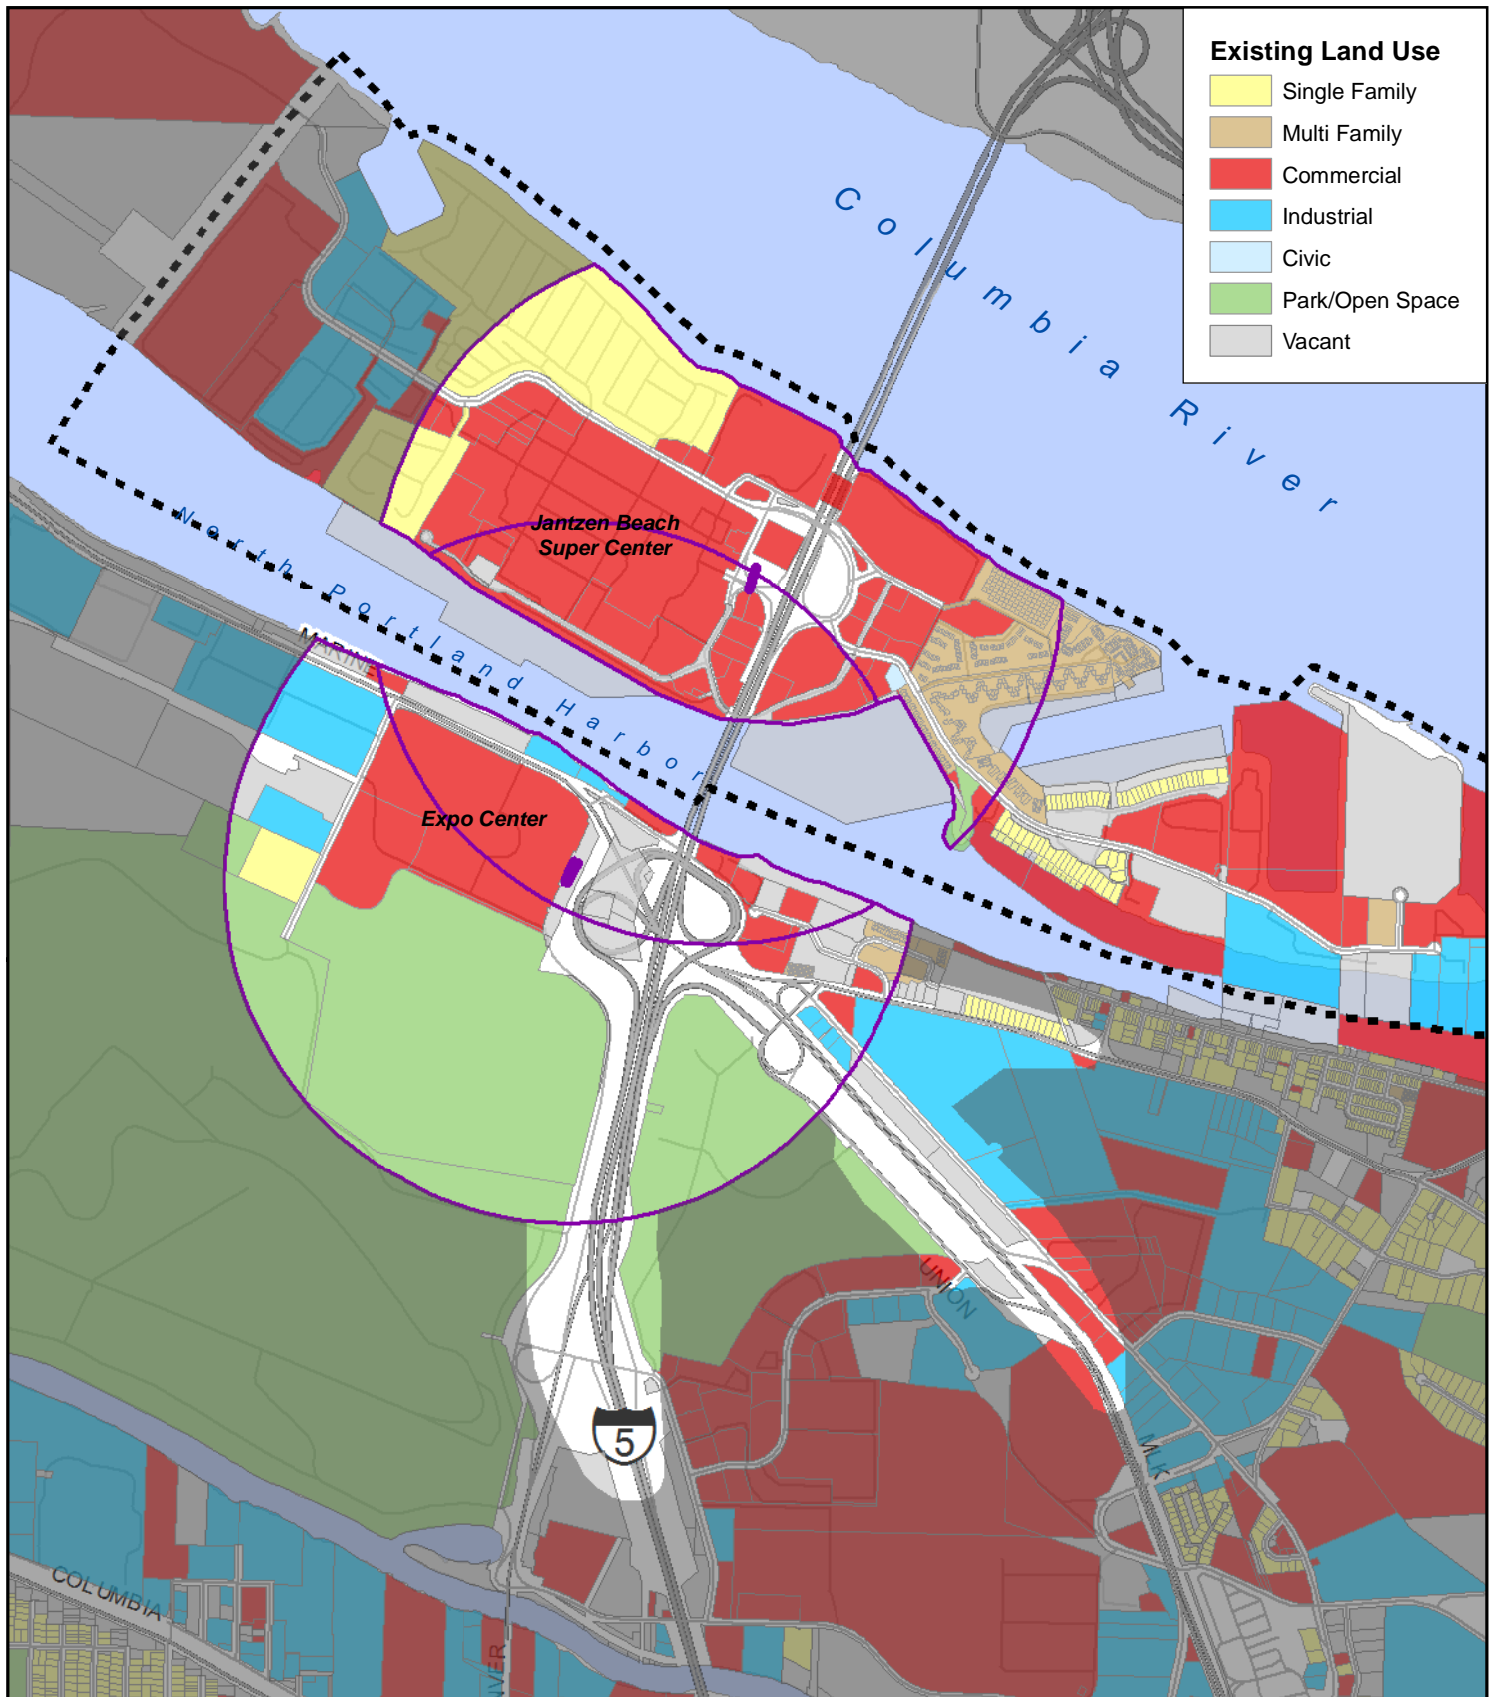 Existing Land Use
Single Family
Multi Family
Commercial
Industrial
Civic
Park/Open Space
Vacant
Columbia River
North Portland Harbor
Jantzen Beach
Super Center
MARINE
Expo Center
UNION
5
MLK
COLUMBIA